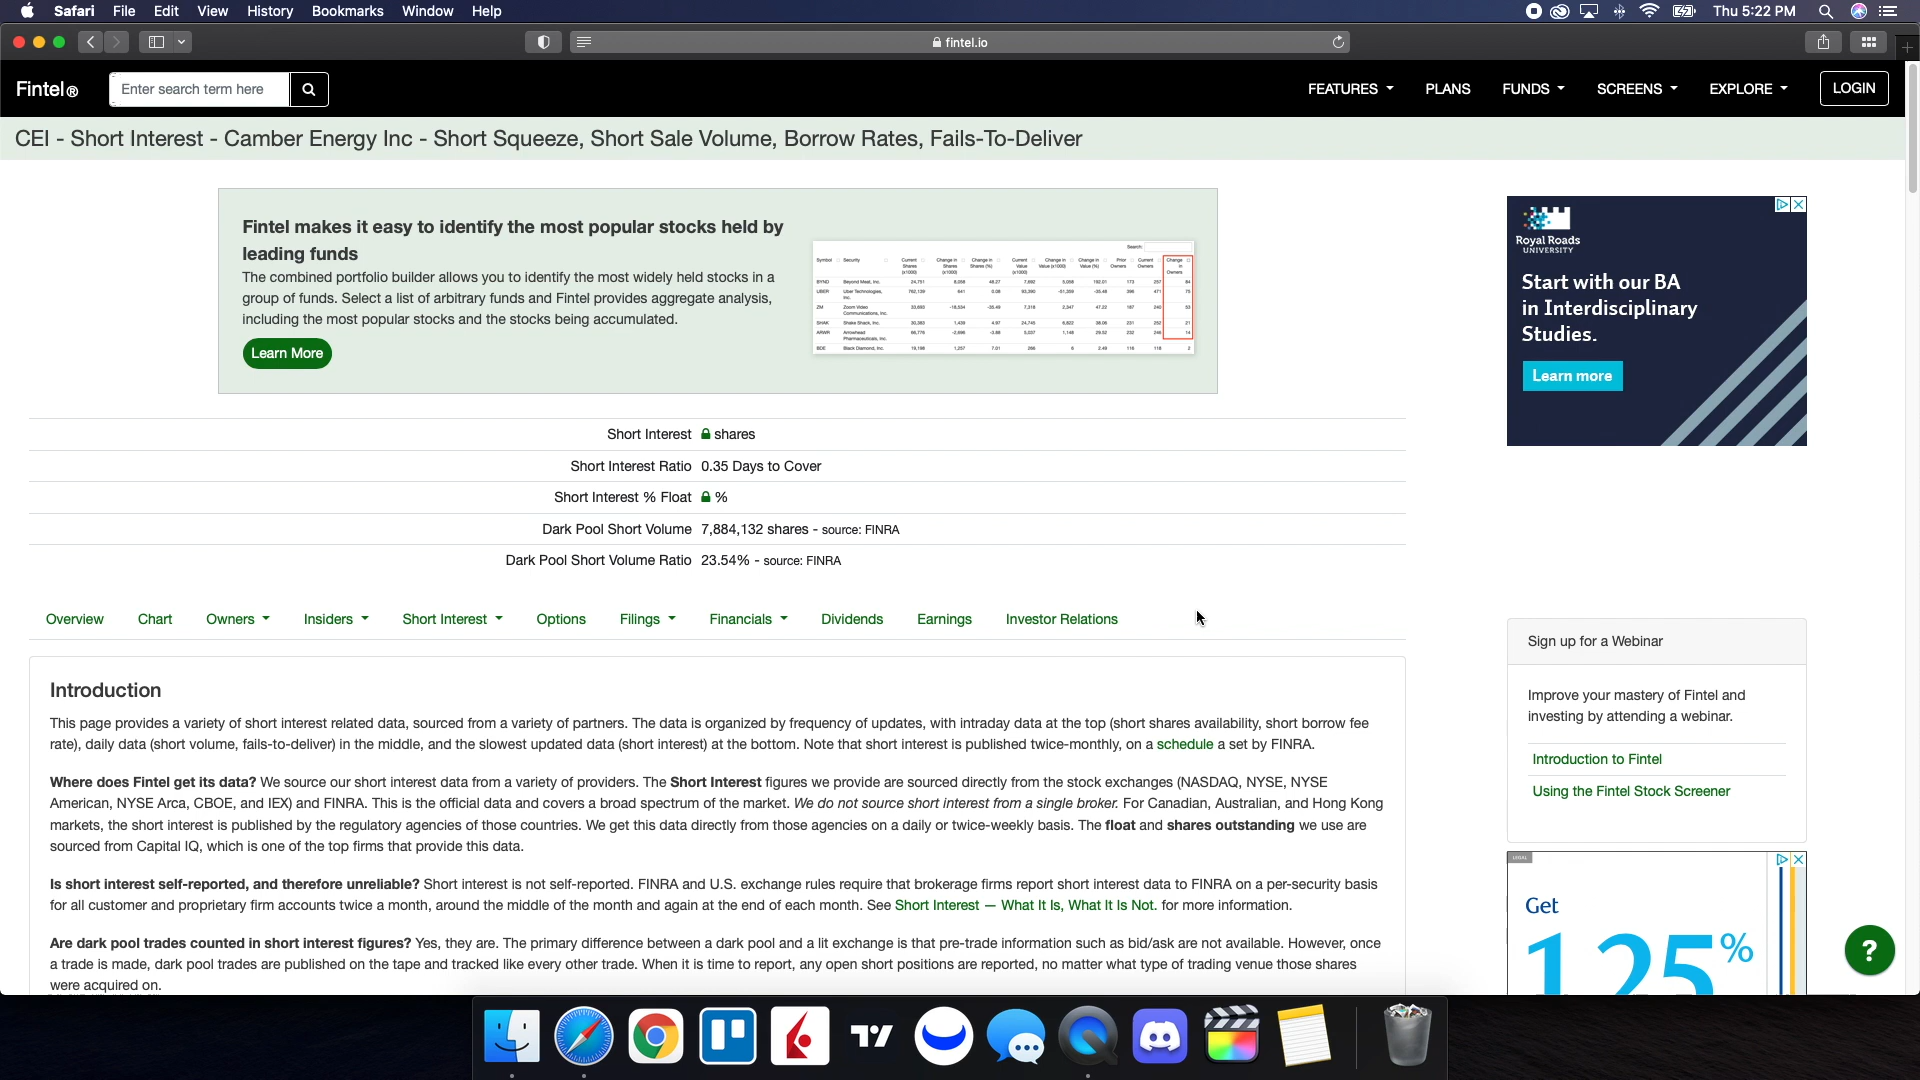 Safari File Edit View History Bookmarks Window Help
Thu 5:22 PM
fintel.io
Fintel®
Enter search term here
FEATURES PLANS FUNDS SCREENS EXPLORE LOGIN
CEI - Short Interest - Camber Energy Inc - Short Squeeze, Short Sale Volume, Borrow Rates, Fails-To-Deliver
Fintel makes it easy to identify the most popular stocks held by
leading funds
The combined portfolio builder allows you to identify the most widely held stocks in a
group of funds. Select a list of arbitrary funds and Fintel provides aggregate analysis,
including the most popular stocks and the stocks being accumulated.
Learn More
Royal Roads
UNIVERSITY
Start with our BA
in Interdisciplinary
Studies.
Learn more
Short Interest shares
Short Interest Ratio 0.35 Days to Cover
Short Interest % Float %
Dark Pool Short Volume 7,884,132 shares - source: FINRA
Dark Pool Short Volume Ratio 23.54% - source: FINRA
Overview Chart Owners Insiders Short Interest Options Filings Financials Dividends Earnings Investor Relations
Introduction
This page provides a variety of short interest related data, sourced from a variety of partners. The data is organized by frequency of updates, with intraday data at the top (short shares availability, short borrow fee
rate), daily data (short volume, fails-to-deliver) in the middle, and the slowest updated data (short interest) at the bottom. Note that short interest is published twice-monthly, on a schedule a set by FINRA.
Where does Fintel get its data? We source our short interest data from a variety of providers. The Short Interest figures we provide are sourced directly from the stock exchanges (NASDAQ, NYSE, NYSE
American, NYSE Arca, CBOE, and IEX) and FINRA. This is the official data and covers a broad spectrum of the market. We do not source short interest from a single broker. For Canadian, Australian, and Hong Kong
markets, the short interest is published by the regulatory agencies of those countries. We get this data directly from those agencies on a daily or twice-weekly basis. The float and shares outstanding we use are
sourced from Capital IQ, which is one of the top firms that provide this data.
Is short interest self-reported, and therefore unreliable? Short interest is not self-reported. FINRA and U.S. exchange rules require that brokerage firms report short interest data to FINRA on a per-security basis
for all customer and proprietary firm accounts twice a month, around the middle of the month and again at the end of each month. See Short Interest — What It Is, What It Is Not. for more information.
Are dark pool trades counted in short interest figures? Yes, they are. The primary difference between a dark pool and a lit exchange is that pre-trade information such as bid/ask are not available. However, once
a trade is made, dark pool trades are published on the tape and tracked like every other trade. When it is time to report, any open short positions are reported, no matter what type of trading venue those shares
were acquired on.
Sign up for a Webinar
Improve your mastery of Fintel and
investing by attending a webinar.
Introduction to Fintel
Using the Fintel Stock Screener
LEGAL
Get
1 25%
?